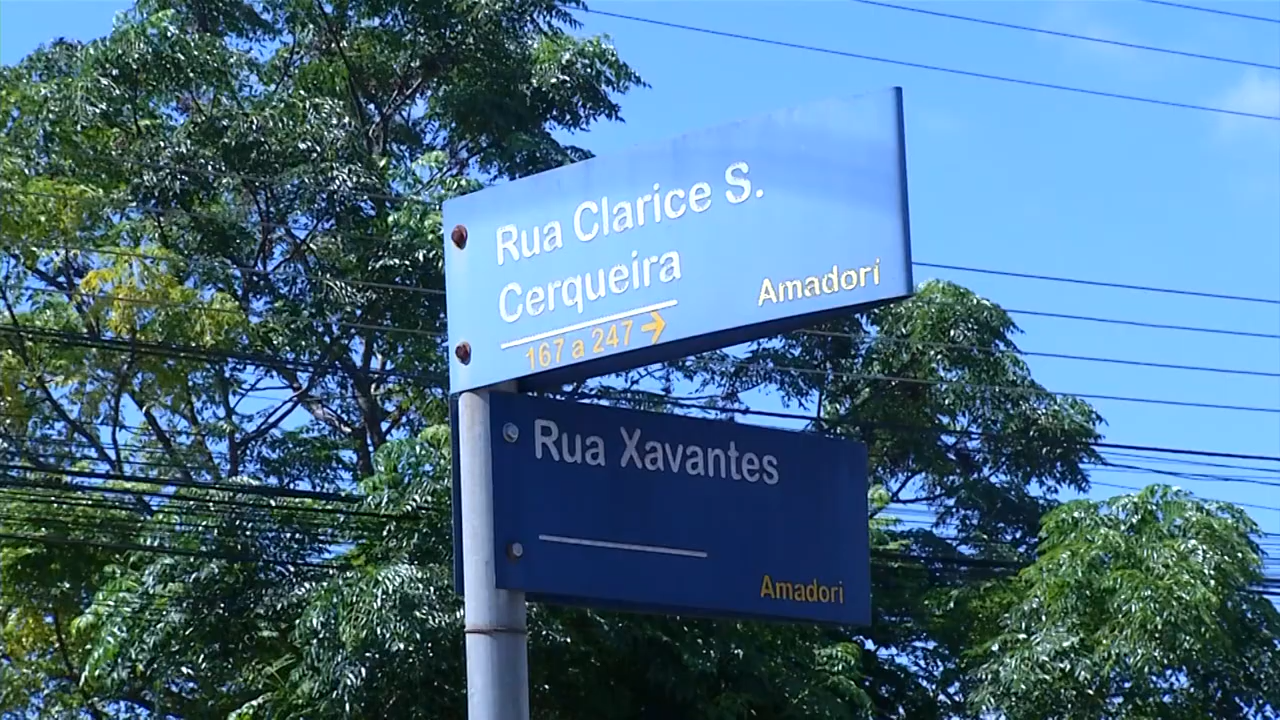 Rua Clarice S.
Cerqueira
167 a 247 →
Amadori
Rua Xavantes
Amadori